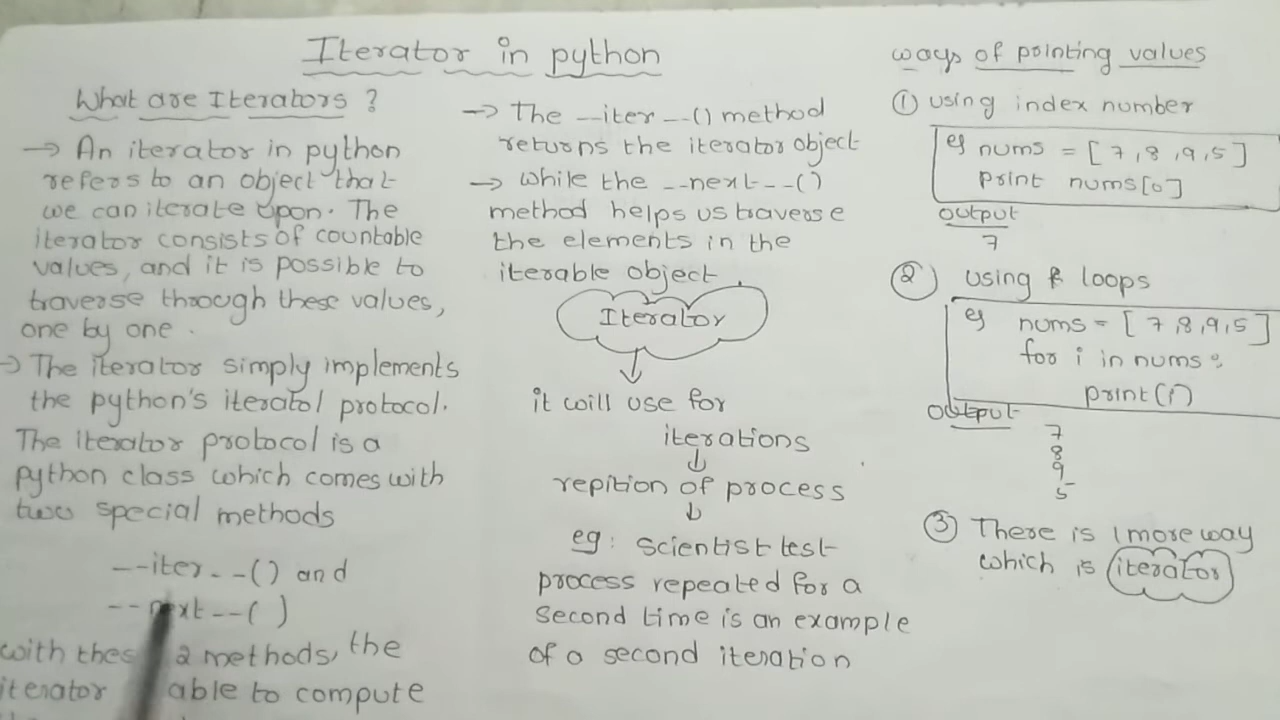 Iterator in python
What are Iterators ?
→ An iterator in python
refers to an object that
we can iterate upon. The
iterator consists of countable
values, and it is possible to
traverse through these values,
one by one .
→ The iterator simply implements
the python's iteratol protocol.
The iterator protocol is a
python class which comes with
two special methods
--iter--() and
--next--( )
with thes 2 methods, the
iterator able to compute
→ The --iter--() method
returns the iterator object
→ while the --next--()
method helps us traverse
the elements in the
iterable object
Iterator
it will use for
iterations
↓
repition of process
↓
eg: scientist test
process repeated for a
second time is an example
of a second iteration
ways of printing values
① using index number
eg nums = [ 7,8,9,5]
print nums[0]
output
7
② using loops
eg nums = [ 7,8,9,5]
for i in nums:
print(i)
output
7
8
9
5
③ There is 1 more way
which is iterator